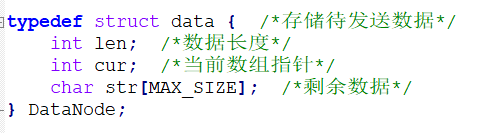 typedef struct data {  /*存储待发送数据*/
    int len;  /*数据长度*/
    int cur;  /*当前数组指针*/
    char str[MAX_SIZE];  /*剩余数据*/
} DataNode;